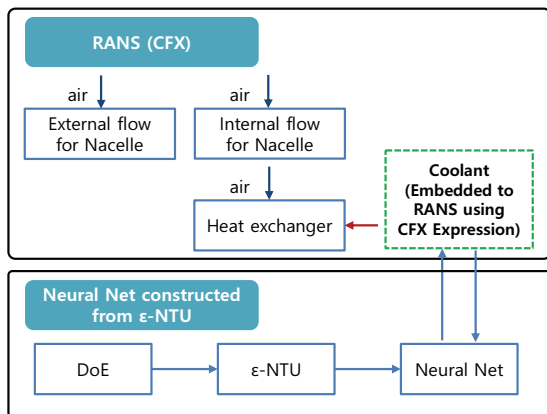 RANS (CFX)
air
air
External flow
for Nacelle
Internal flow
for Nacelle
air
Heat exchanger
Coolant
(Embedded to
RANS using
CFX Expression)
Neural Net constructed
from ε-NTU
DoE
ε-NTU
Neural Net